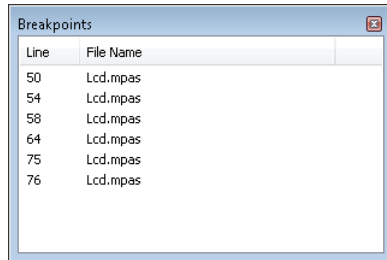 Breakpoints
Line File Name
50 Lcd.mpas
54 Lcd.mpas
58 Lcd.mpas
64 Lcd.mpas
75 Lcd.mpas
76 Lcd.mpas